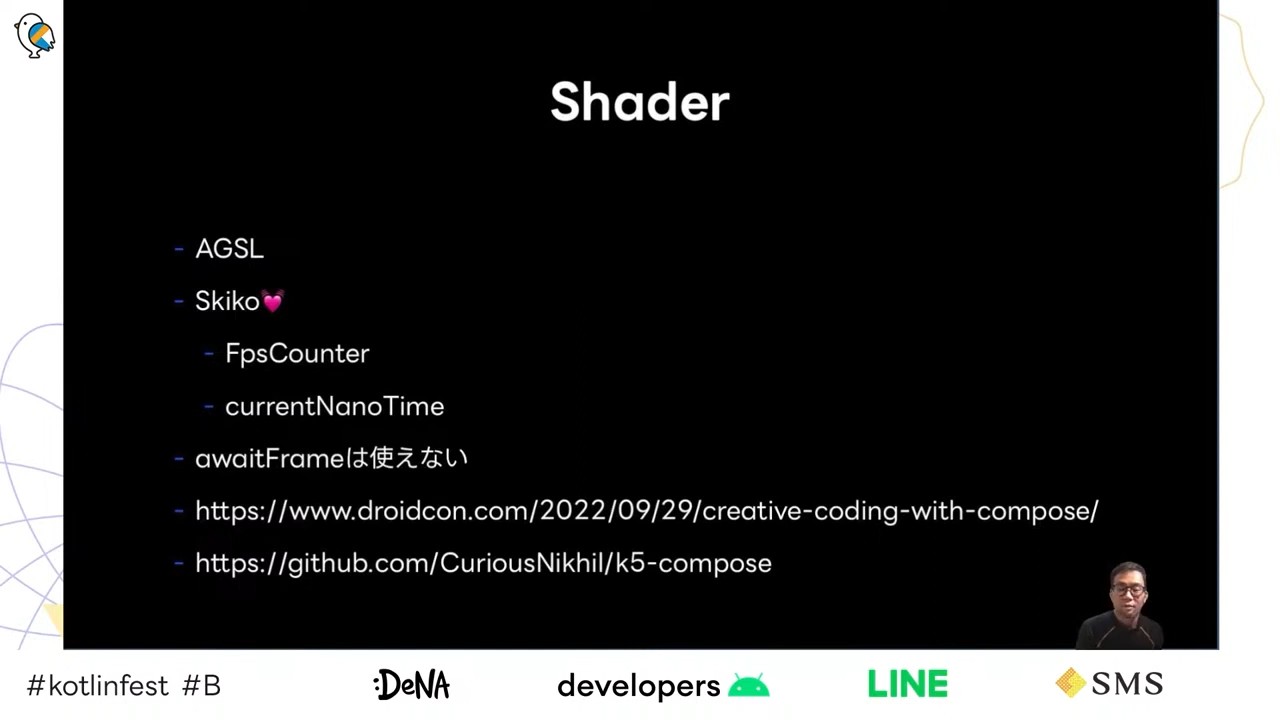 Shader
- AGSL
- Skiko💓
- FpsCounter
- currentNanoTime
- awaitFrameは使えない
- https://www.droidcon.com/2022/09/29/creative-coding-with-compose/
- https://github.com/CuriousNikhil/k5-compose
#kotlinfest #B
:DeNA
developers
LINE
SMS